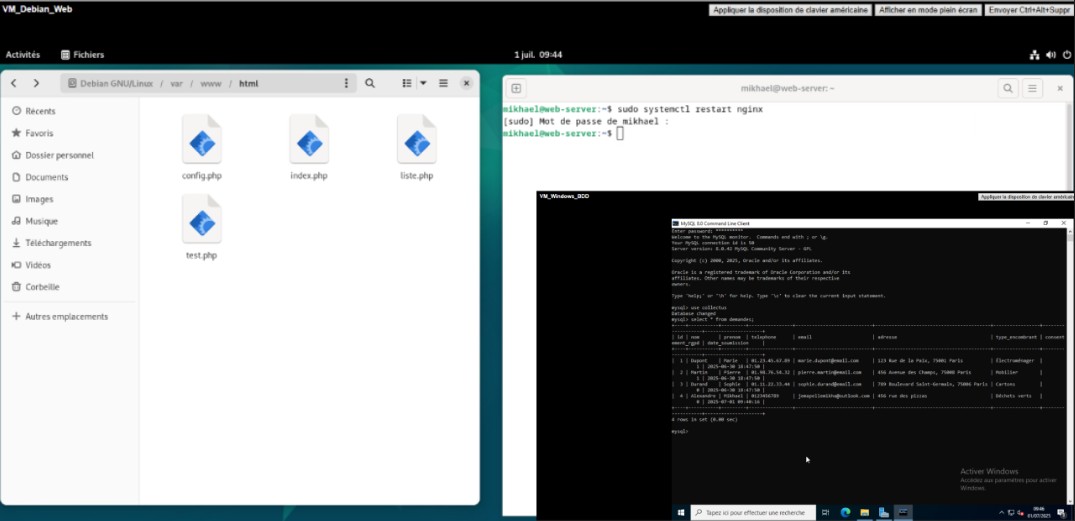 VM_Debian_Web
Appliquer la disposition de clavier américaine
Afficher en mode plein écran
Envoyer Ctrl+Alt+Suppr
Activités
Fichiers
1 juil. 09:44
Debian GNU/Linux / var / www / html
Récents
Favoris
Dossier personnel
Documents
Images
Musique
Téléchargements
Vidéos
Corbeille
Autres emplacements
config.php
index.php
liste.php
test.php
mikhael@web-server: ~
mikhael@web-server:~$ sudo systemctl restart nginx
[sudo] Mot de passe de mikhael :
mikhael@web-server:~$
VM_Windows_BDD
Appliquer la disposition de clavier américaine
MySQL 8.0 Command Line Client
Enter password: **********
Welcome to the MySQL monitor. Commands end with ; or \g.
Your MySQL connection id is 50
Server version: 8.0.42 MySQL Community Server - GPL
Copyright (c) 2000, 2025, Oracle and/or its affiliates.
Oracle is a registered trademark of Oracle Corporation and/or its
affiliates. Other names may be trademarks of their respective
owners.
Type 'help;' or '\h' for help. Type '\c' to clear the current input statement.
mysql> use collectus
Database changed
mysql> select * from demandes;
| id | nom | prenom | telephone | email | adresse | type_encombrant | consent
ement_rgpd | date_soumission |
| 1 | Dupont | Marie | 01.23.45.67.89 | marie.dupont@email.com | 123 Rue de la Paix, 75001 Paris | Électroménager |
1 | 2025-06-30 18:47:50 |
| 2 | Martin | Pierre | 01.98.76.54.32 | pierre.martin@email.com | 456 Avenue des Champs, 75008 Paris | Mobilier |
1 | 2025-06-30 18:47:50 |
| 3 | Durand | Sophie | 01.11.22.33.44 | sophie.durand@email.com | 789 Boulevard Saint-Germain, 75006 Paris | Cartons |
0 | 2025-06-30 18:47:50 |
| 4 | Alexandre | Mikhael | 0123456789 | 456 rue des pizzas | Déchets verts |
0 | 2025-07-01 09:40:16 |
4 rows in set (0.00 sec)
mysql>
Activer Windows
Accédez aux paramètres pour activer
Windows.
Tapez ici pour effectuer une recherche
09:46
01/07/2025